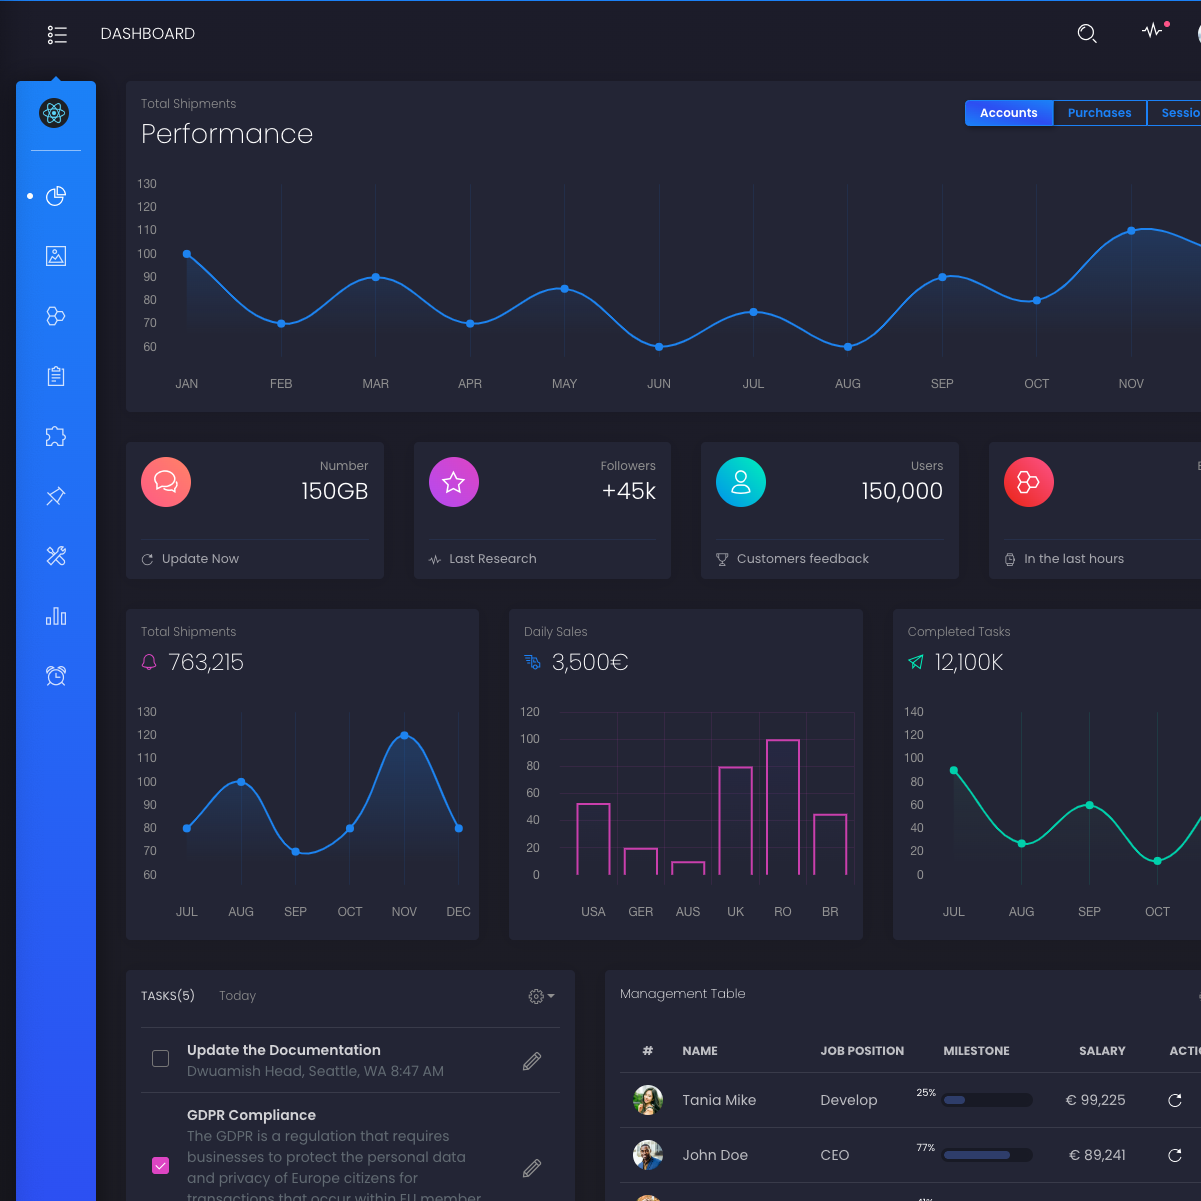 DASHBOARD
Total Shipments
Performance
Accounts
Purchases
130
120
110
100
90
80
70
60
JAN FEB MAR APR MAY JUN JUL AUG SEP OCT NOV
Number
150GB
Update Now
Followers
+45k
Last Research
Users
150,000
Customers feedback
In the last hours
Total Shipments
763,215
130
120
110
100
90
80
70
60
JUL AUG SEP OCT NOV DEC
Daily Sales
3,500€
120
100
80
60
40
20
0
USA GER AUS UK RO BR
Completed Tasks
12,100K
140
120
100
80
60
40
20
0
JUL AUG SEP OCT
TASKS(5) Today
Update the Documentation
Dwuamish Head, Seattle, WA 8:47 AM
GDPR Compliance
The GDPR is a regulation that requires
businesses to protect the personal data
and privacy of Europe citizens for
transactions that occur within EU member
Management Table
# NAME JOB POSITION MILESTONE SALARY
Tania Mike Develop 25% € 99,225
John Doe CEO 77% € 89,241